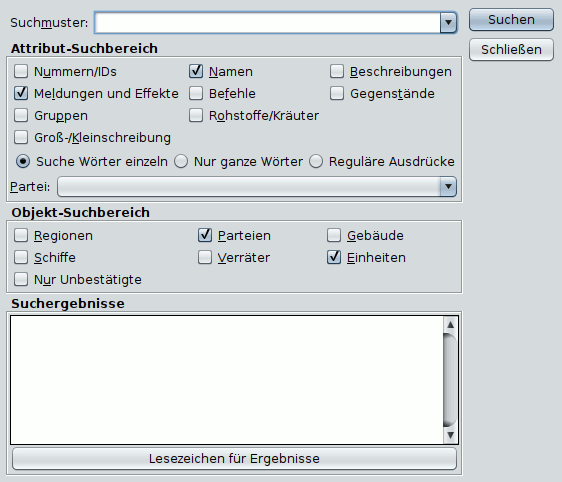 Suchmuster: Suchen
Attribut-Suchbereich Schließen
Nummern/IDs Namen Beschreibungen
Meldungen und Effekte Befehle Gegenstände
Gruppen Rohstoffe/Kräuter
Groß-/Kleinschreibung
Suche Wörter einzeln Nur ganze Wörter Reguläre Ausdrücke
Partei:
Objekt-Suchbereich
Regionen Parteien Gebäude
Schiffe Verräter Einheiten
Nur Unbestätigte
Suchergebnisse
Lesezeichen für Ergebnisse